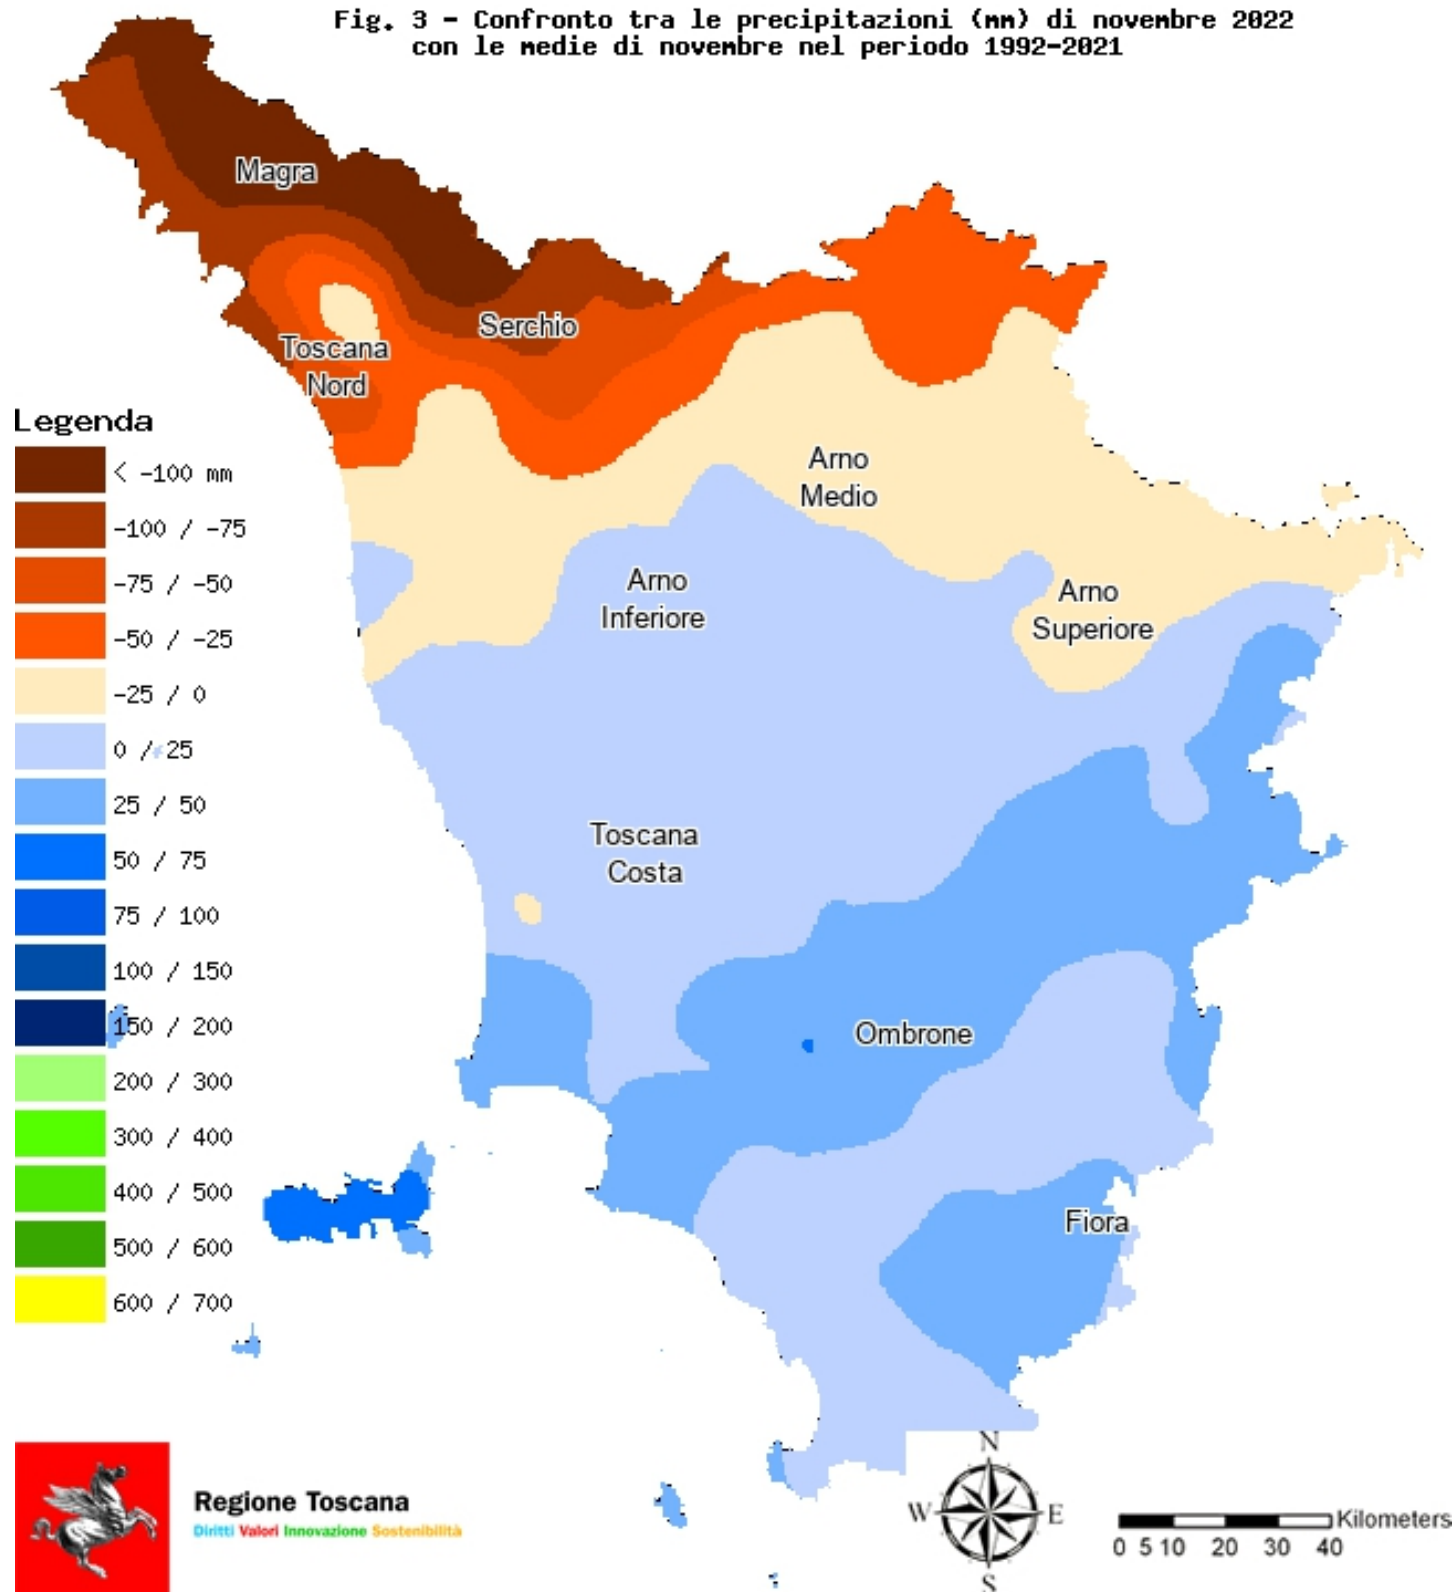 Fig. 3 - Confronto tra le precipitazioni (mm) di novembre 2022
con le medie di novembre nel periodo 1992-2021
Magra
Serchio
Toscana
Nord
Legenda
< -100 mm
-100 / -75
-75 / -50
-50 / -25
-25 / 0
0 / 25
25 / 50
50 / 75
75 / 100
100 / 150
150 / 200
200 / 300
300 / 400
400 / 500
500 / 600
600 / 700
Arno
Medio
Arno
Inferiore
Arno
Superiore
Toscana
Costa
Ombrone
Fiora
Regione Toscana
Diritti Valori Innovazione Sostenibilità
N
W
E
S
Kilometers
0 5 10 20 30 40